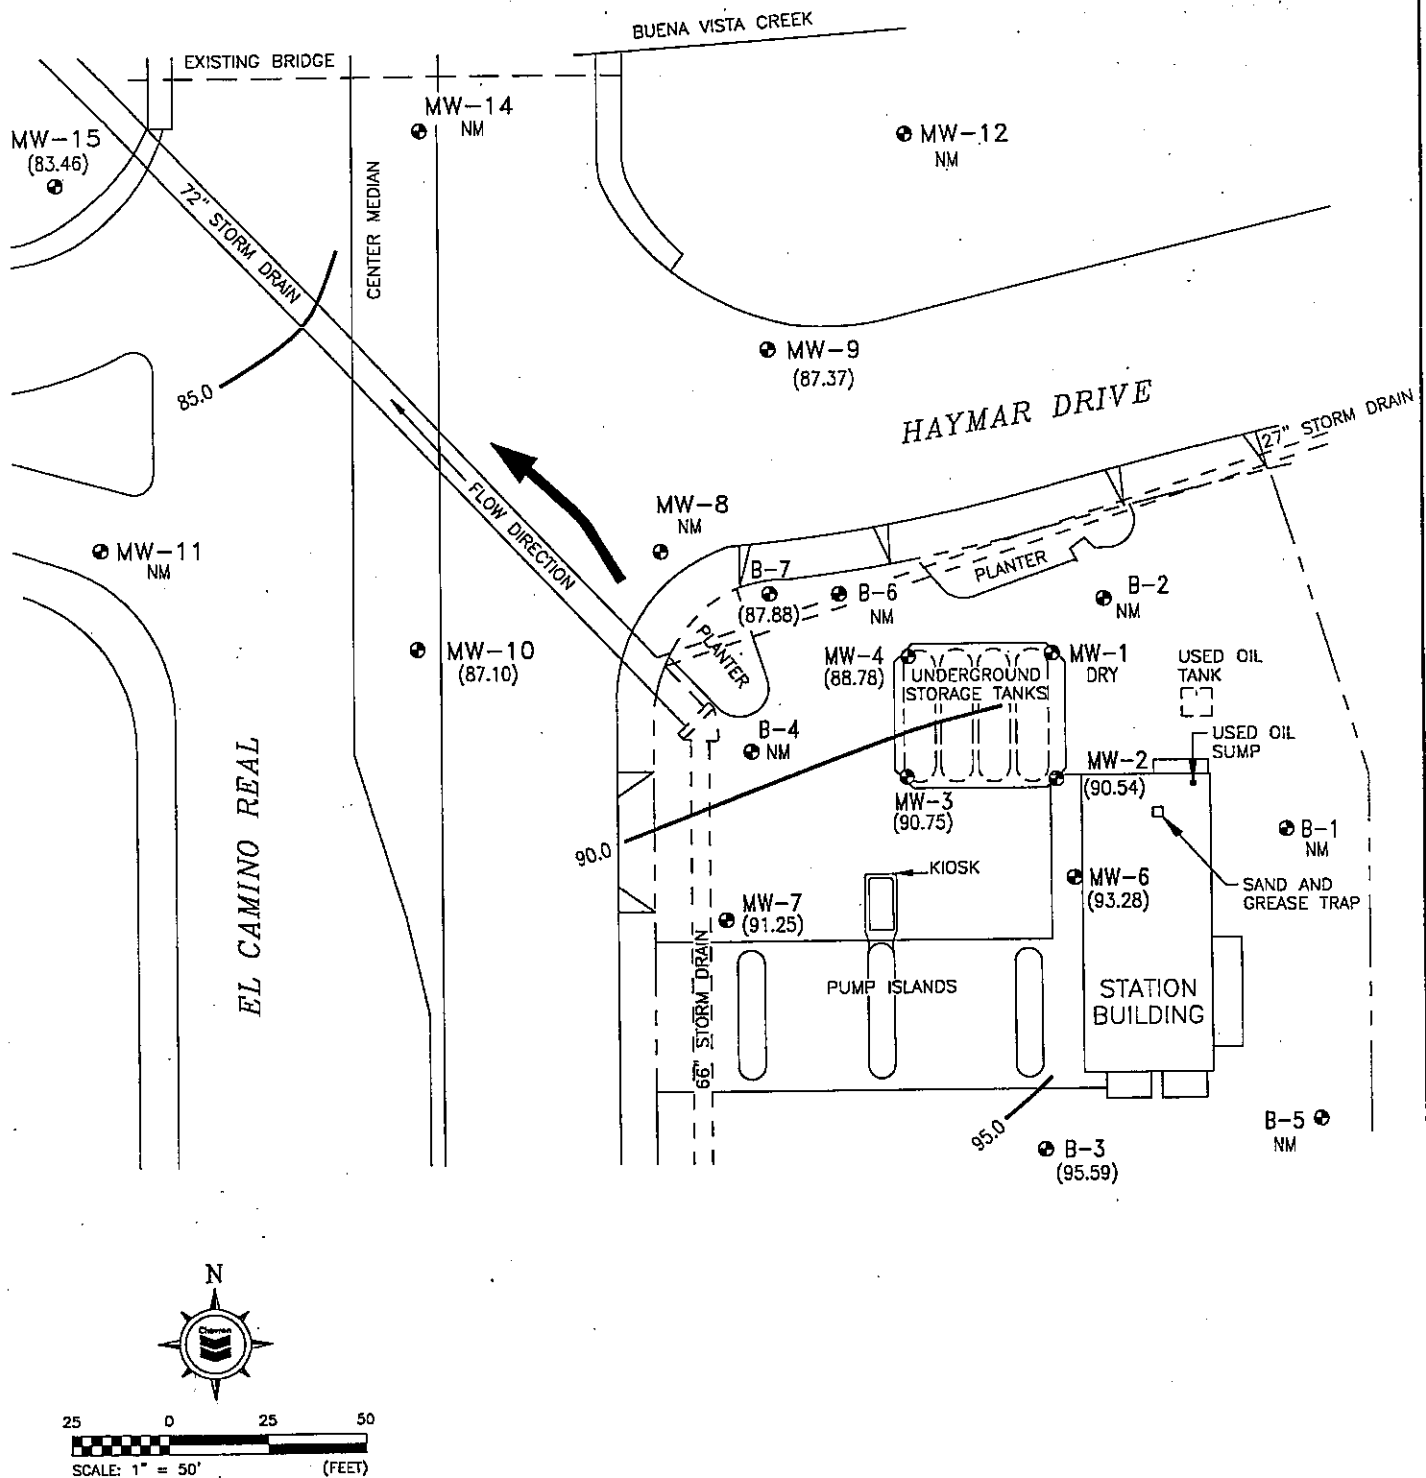 BUENA VISTA CREEK
EXISTING BRIDGE
MW-14
NM
MW-15
(83.46)
MW-12
NM
72" STORM DRAIN
CENTER MEDIAN
MW-9
(87.37)
85.0
HAYMAR DRIVE
27" STORM DRAIN
FLOW DIRECTION
MW-8
NM
MW-11
NM
B-7
(87.88)
B-6
NM
PLANTER
B-2
NM
PLANTER
MW-10
(87.10)
MW-4
(88.78)
UNDERGROUND
STORAGE TANKS
MW-1
DRY
USED OIL
TANK
B-4
NM
USED OIL
SUMP
MW-2
(90.54)
MW-3
(90.75)
90.0
EL CAMINO REAL
B-1
NM
KIOSK
MW-6
(93.28)
SAND AND
GREASE TRAP
MW-7
(91.25)
66" STORM DRAIN
PUMP ISLANDS
STATION
BUILDING
95.0
B-3
(95.59)
B-5
NM
N
Chevron
25 0 25 50
SCALE: 1" = 50' (FEET)